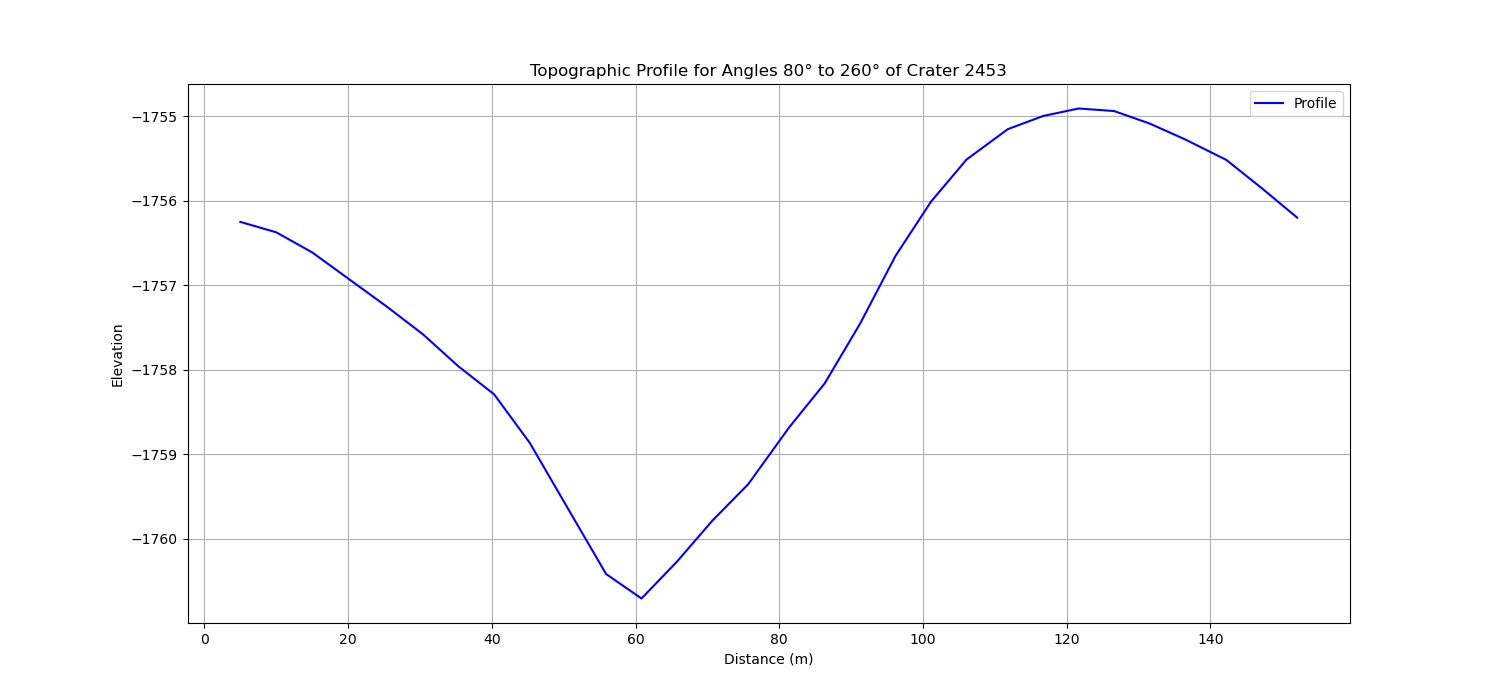 Topographic Profile for Angles 80° to 260° of Crater 2453
Profile
−1755
−1756
−1757
−1758
−1759
−1760
Elevation
0 20 40 60 80 100 120 140
Distance (m)